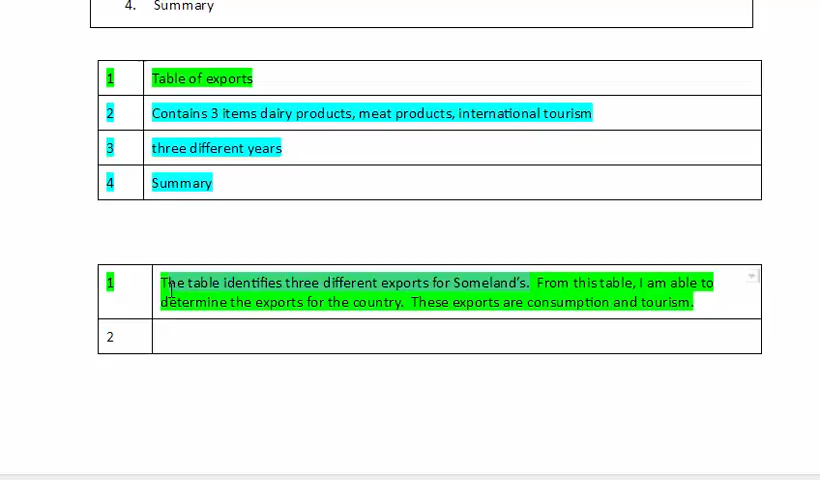 4. Summary
1 Table of exports
2 Contains 3 items dairy products, meat products, international tourism
3 three different years
4 Summary
1 The table identifies three different exports for Someland's.  From this table, I am able to
determine the exports for the country.  These exports are consumption and tourism.
2